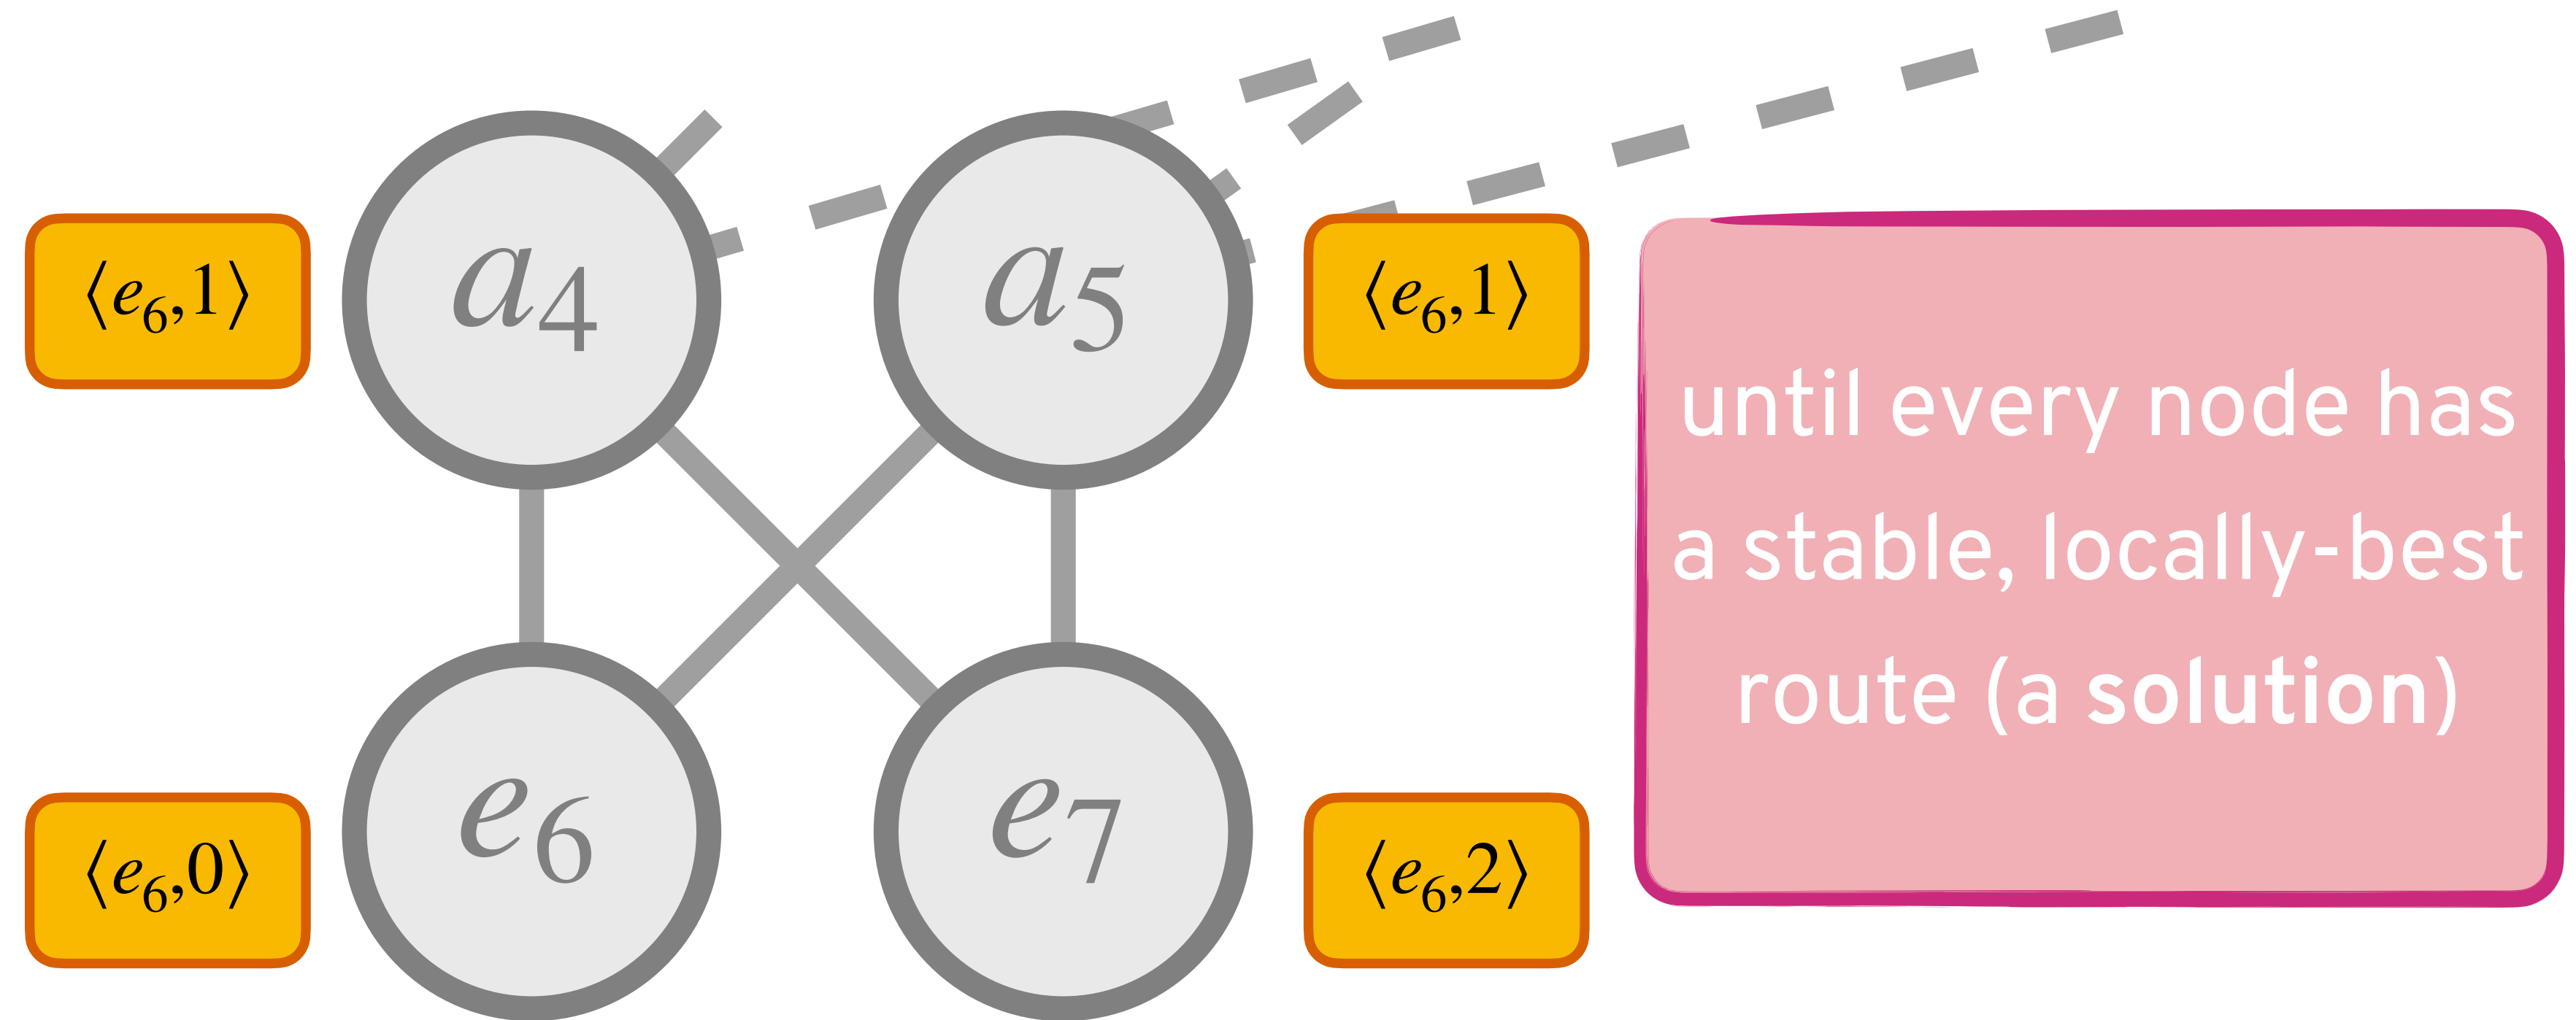 a₄
a₅
⟨e₆,1⟩
⟨e₆,1⟩
until every node has
a stable, locally-best
route (a solution)
e₆
e₇
⟨e₆,0⟩
⟨e₆,2⟩